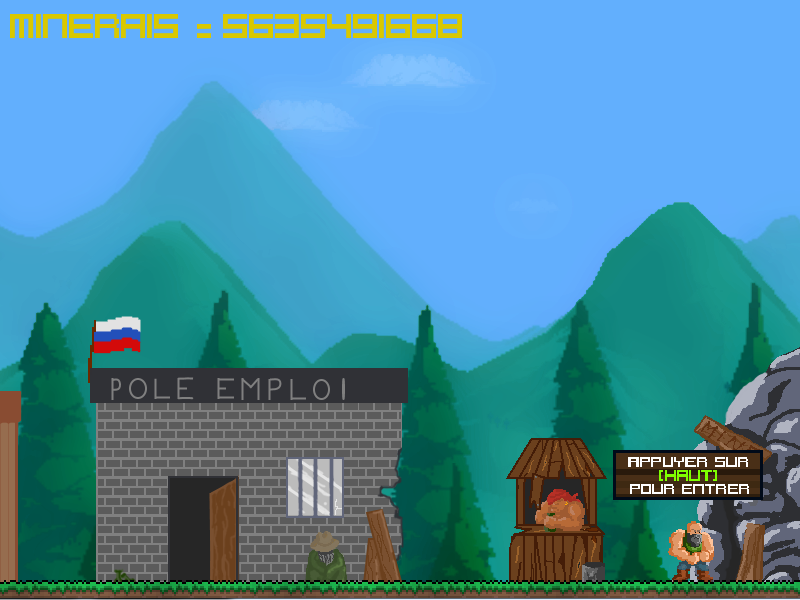 MINERAIS = 5635491668
POLE EMPLOI
APPUYER SUR
[HAUT]
POUR ENTRER